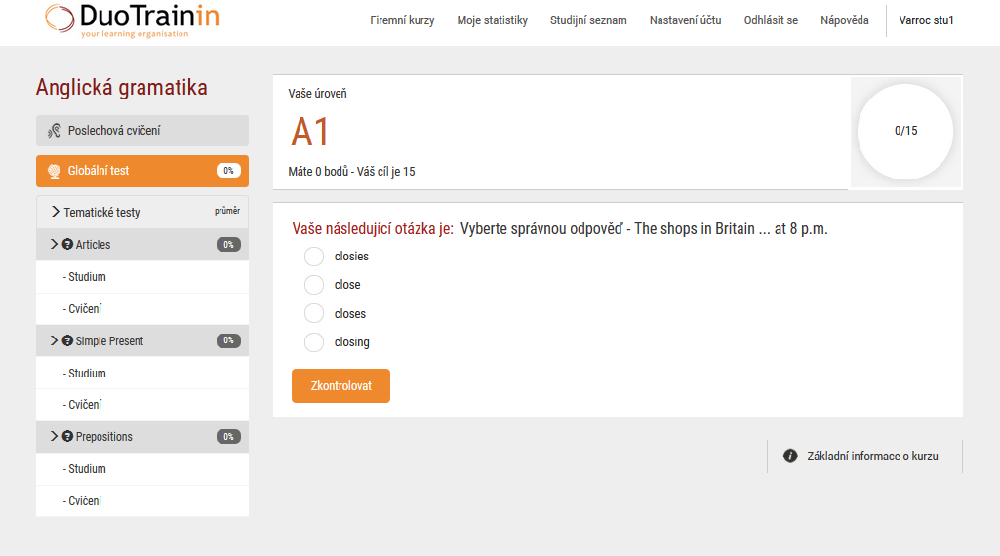 DuoTrainin
your learning organisation
Firemní kurzy Moje statistiky Studijní seznam Nastavení účtu Odhlásit se Nápověda Varroc stu1
Anglická gramatika
Poslechová cvičení
Globální test 0%
Tematické testy průměr
Articles 0%
- Studium
- Cvičení
Simple Present 0%
- Studium
- Cvičení
Prepositions 0%
- Studium
- Cvičení
Vaše úroveň
A1
Máte 0 bodů - Váš cíl je 15
0/15
Vaše následující otázka je: Vyberte správnou odpověď - The shops in Britain ... at 8 p.m.
closies
close
closes
closing
Zkontrolovat
Základní informace o kurzu